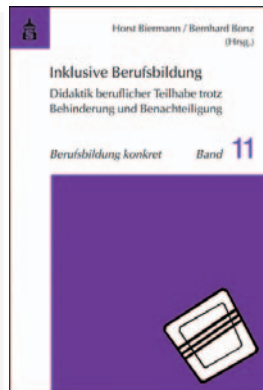 Horst Biermann / Bernhard Bonz
(Hrsg.)
Inklusive Berufsbildung
Didaktik beruflicher Teilhabe trotz
Behinderung und Benachteiligung
Berufsbildung konkret Band 11